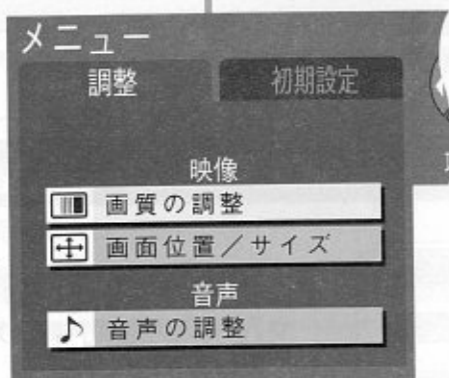 メニュー
調整 初期設定
映像
画質の調整
画面位置／サイズ
音声
音声の調整